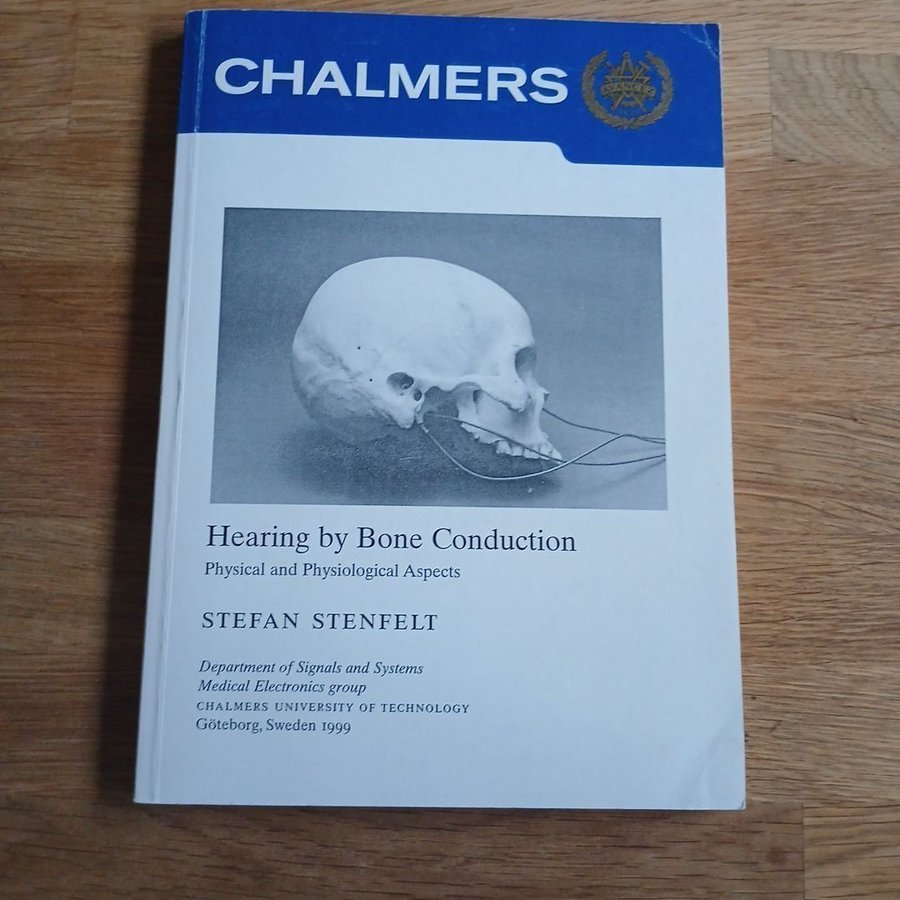 CHALMERS
AVANCEZ
Hearing by Bone Conduction
Physical and Physiological Aspects
STEFAN STENFELT
Department of Signals and Systems
Medical Electronics group
CHALMERS UNIVERSITY OF TECHNOLOGY
Göteborg, Sweden 1999